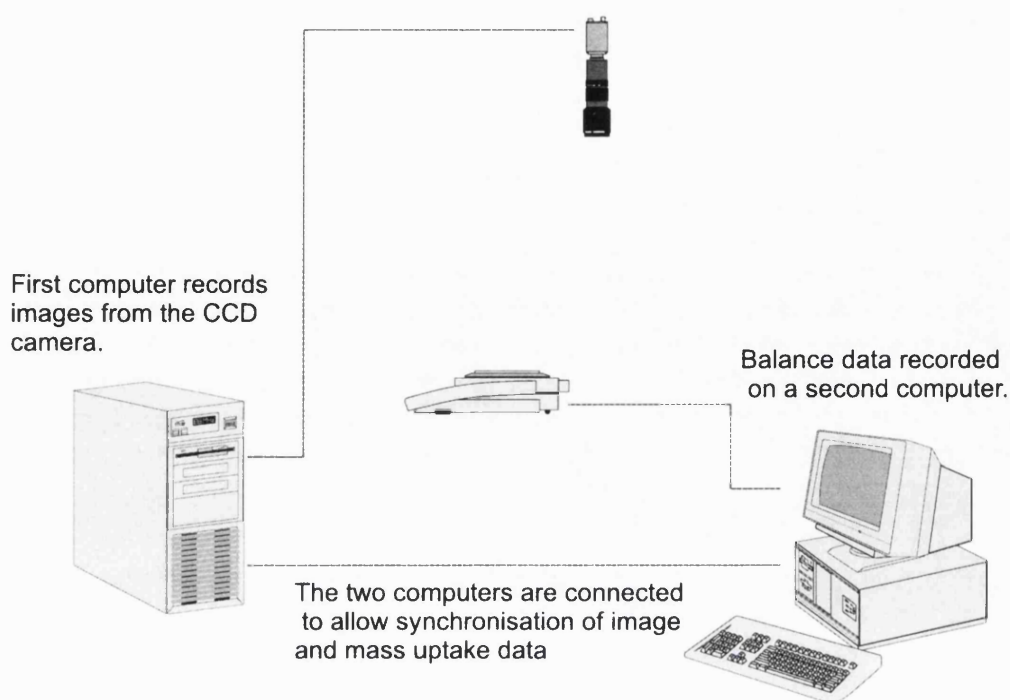 First computer records
images from the CCD
camera.
Balance data recorded
on a second computer.
The two computers are connected
to allow synchronisation of image
and mass uptake data